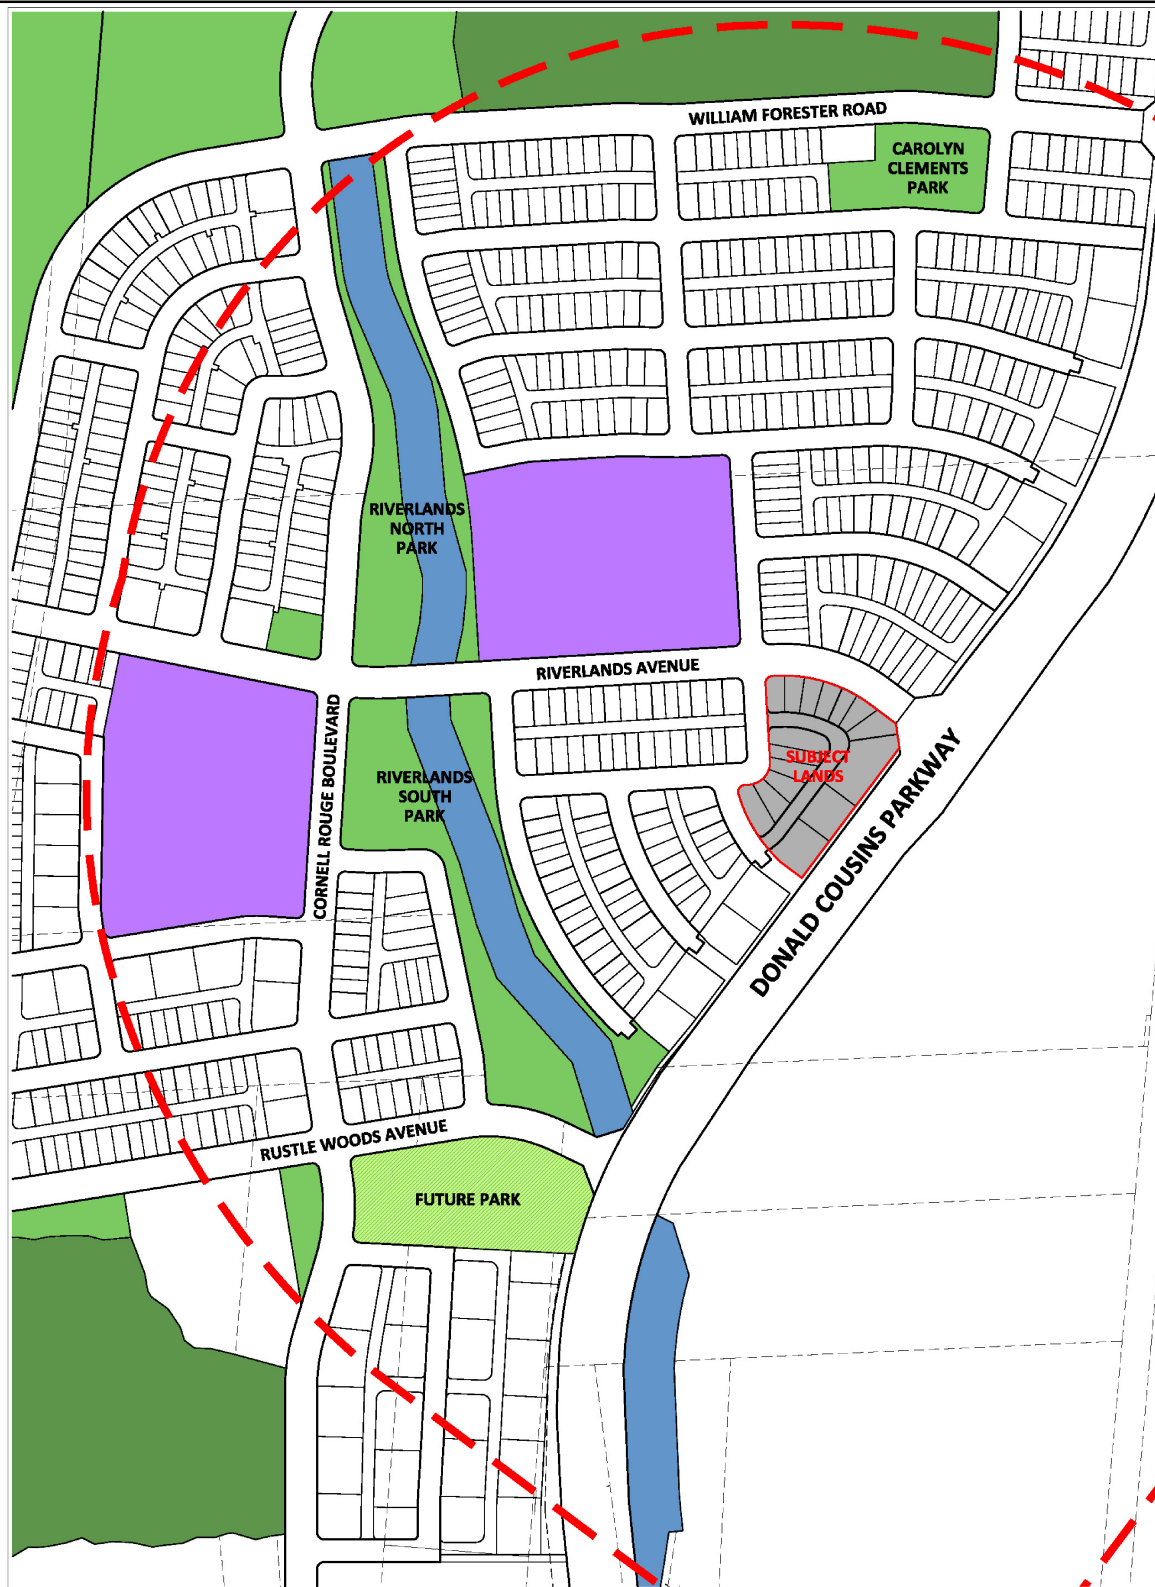 WILLIAM FORESTER ROAD
CAROLYN
CLEMENTS
PARK
RIVERLANDS
NORTH
PARK
RIVERLANDS AVENUE
CORNELL ROUGE BOULEVARD
RIVERLANDS
SOUTH
PARK
SUBJECT
LANDS
DONALD COUSINS PARKWAY
RUSTLE WOODS AVENUE
FUTURE PARK